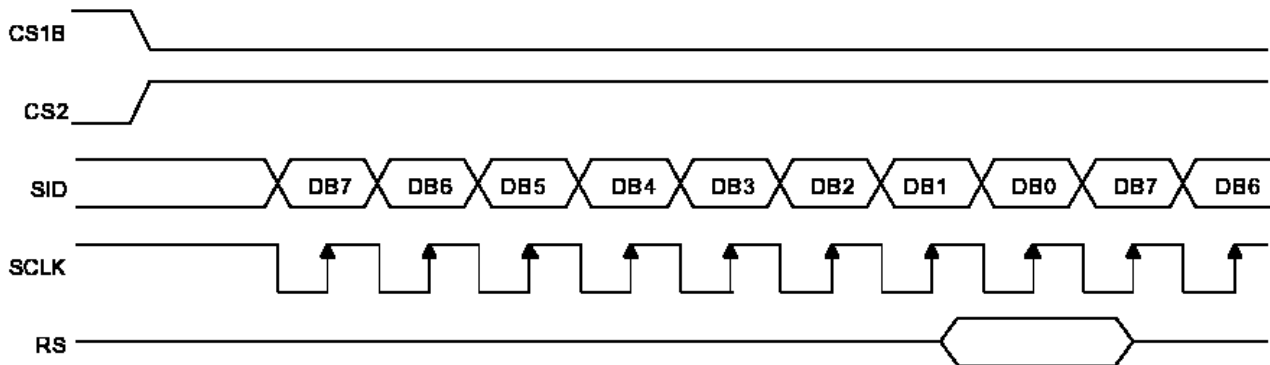 CS1B
CS2
SID DB7 DB6 DB5 DB4 DB3 DB2 DB1 DB0 DB7 DB6
SCLK
RS